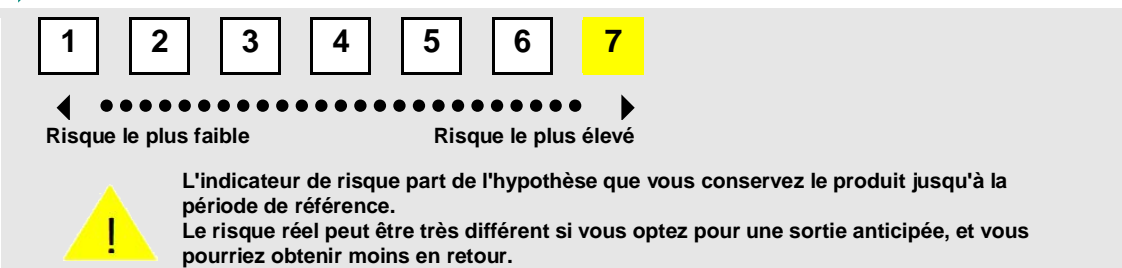 1 2 3 4 5 6 7
Risque le plus faible Risque le plus élevé
L'indicateur de risque part de l'hypothèse que vous conservez le produit jusqu'à la
période de référence.
Le risque réel peut être très différent si vous optez pour une sortie anticipée, et vous
pourriez obtenir moins en retour.
!